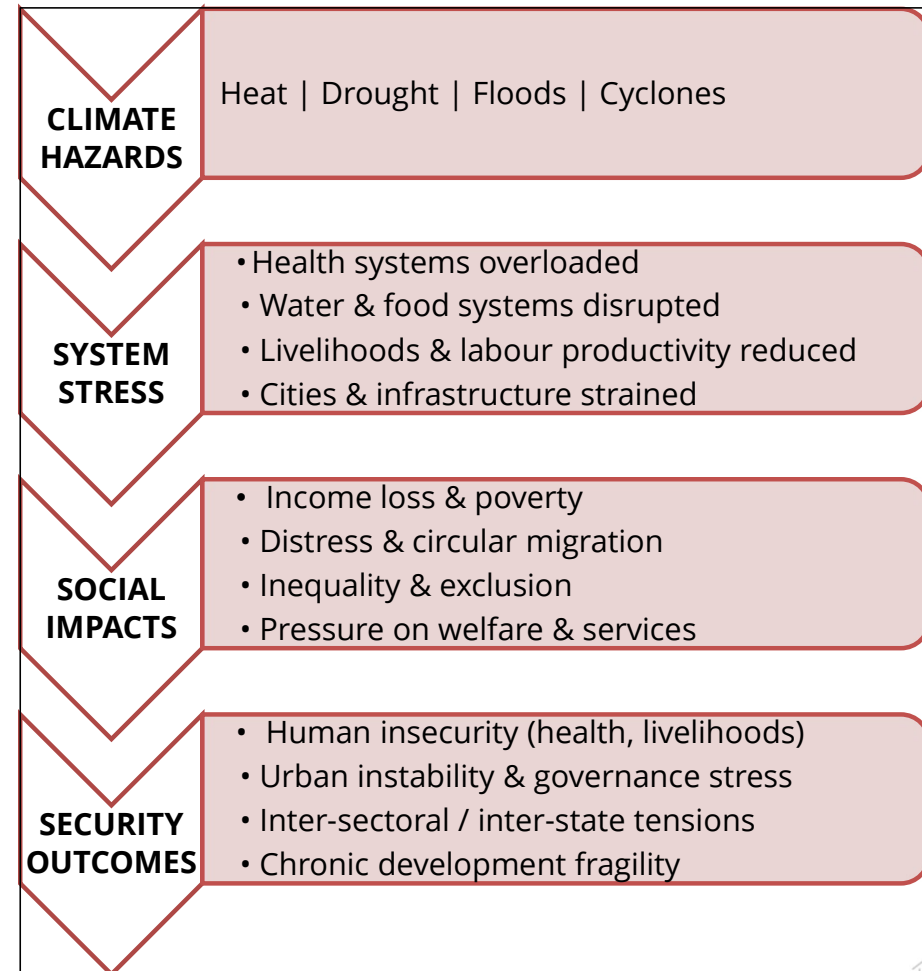 CLIMATE
HAZARDS
Heat | Drought | Floods | Cyclones
SYSTEM
STRESS
• Health systems overloaded
• Water & food systems disrupted
• Livelihoods & labour productivity reduced
• Cities & infrastructure strained
SOCIAL
IMPACTS
• Income loss & poverty
• Distress & circular migration
• Inequality & exclusion
• Pressure on welfare & services
SECURITY
OUTCOMES
• Human insecurity (health, livelihoods)
• Urban instability & governance stress
• Inter-sectoral / inter-state tensions
• Chronic development fragility